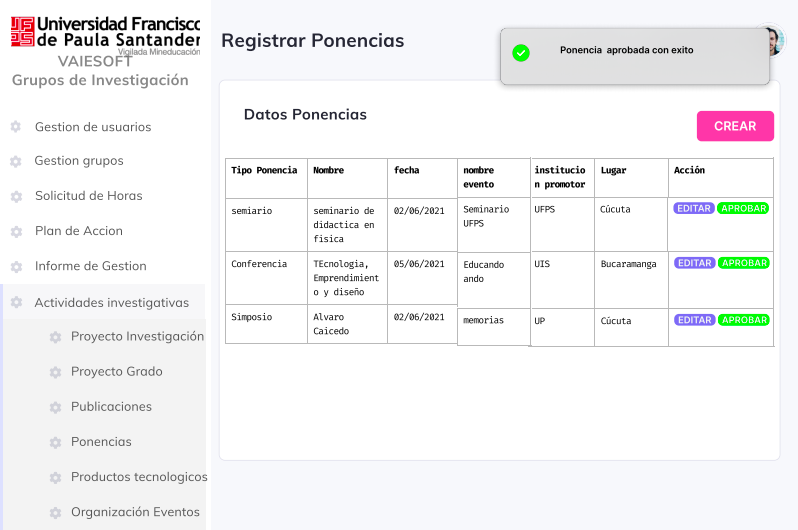 UFPS
Universidad Francisco
de Paula Santander
Vigilada Mineducación
VAIESOFT
Grupos de Investigación
Gestion de usuarios
Gestion grupos
Solicitud de Horas
Plan de Accion
Informe de Gestion
Actividades investigativas
Proyecto Investigación
Proyecto Grado
Publicaciones
Ponencias
Productos tecnologicos
Organización Eventos
Registrar Ponencias
Ponencia aprobada con exito
Datos Ponencias
CREAR
Tipo Ponencia Nombre fecha nombre evento institucio n promotor Lugar Acción
semiario seminario de didactica en fisica 02/06/2021 Seminario UFPS UFPS Cúcuta EDITAR APROBAR
Conferencia TEcnologia, Emprendimient o y diseño 05/06/2021 Educando ando UIS Bucaramanga EDITAR APROBAR
Simposio Alvaro Caicedo 02/06/2021 memorias UP Cúcuta EDITAR APROBAR